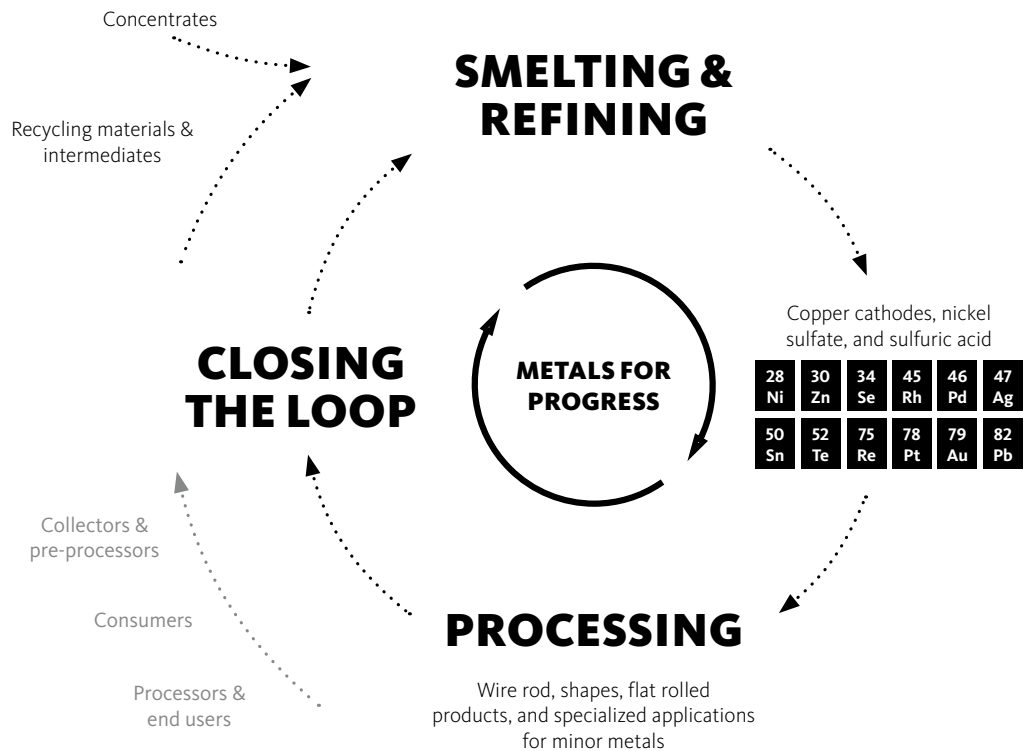 Concentrates
SMELTING &
REFINING
Recycling materials &
intermediates
Copper cathodes, nickel
sulfate, and sulfuric acid
28 30 34 45 46 47
Ni Zn Se Rh Pd Ag
50 52 75 78 79 82
Sn Te Re Pt Au Pb
CLOSING
THE LOOP
METALS FOR
PROGRESS
Collectors &
pre-processors
Consumers
Processors &
end users
PROCESSING
Wire rod, shapes, flat rolled
products, and specialized applications
for minor metals